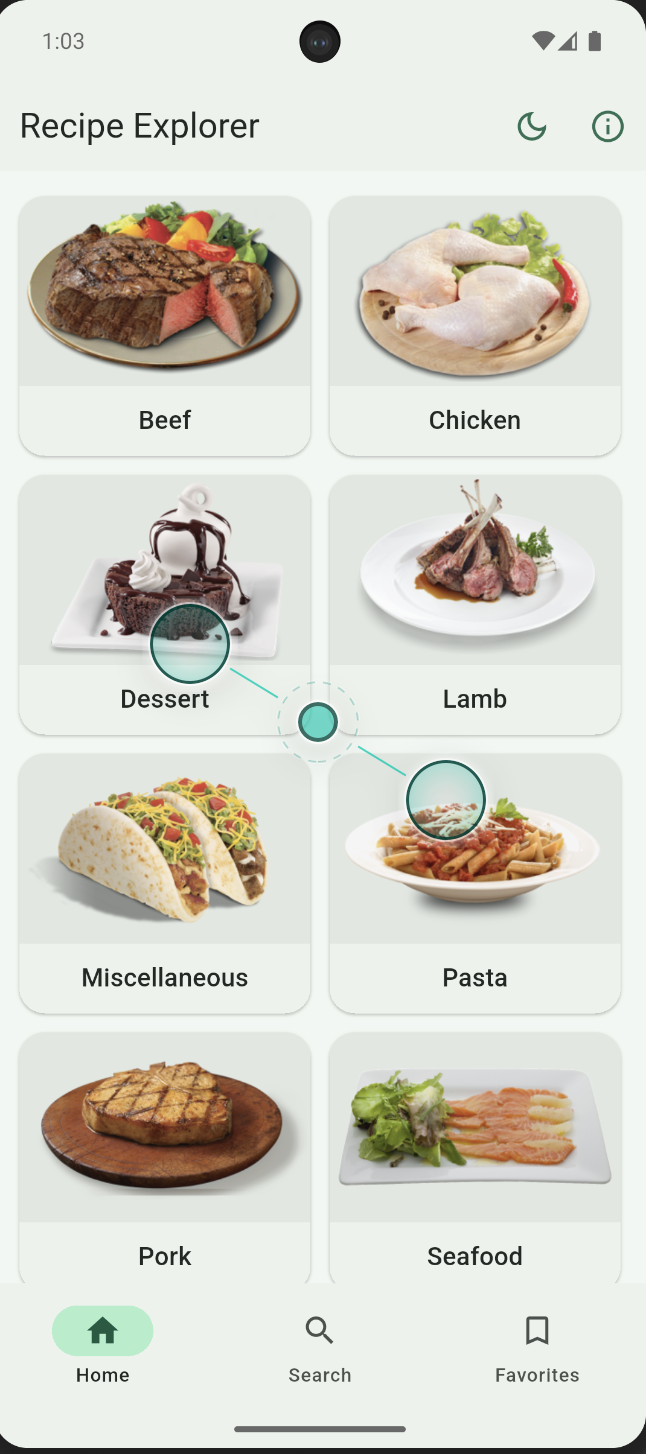 1:03
Recipe Explorer
Beef
Chicken
Dessert
Lamb
Miscellaneous
Pasta
Pork
Seafood
Home
Search
Favorites